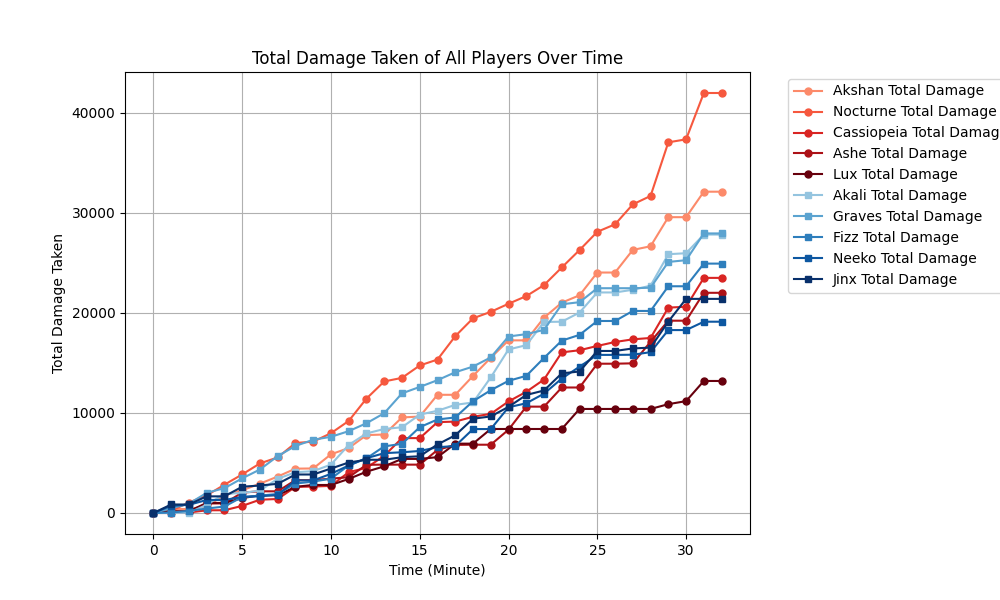 Total Damage Taken of All Players Over Time
Total Damage Taken
40000
30000
20000
10000
0
0 5 10 15 20 25 30
Time (Minute)
Akshan Total Damage
Nocturne Total Damage
Cassiopeia Total Damag
Ashe Total Damage
Lux Total Damage
Akali Total Damage
Graves Total Damage
Fizz Total Damage
Neeko Total Damage
Jinx Total Damage